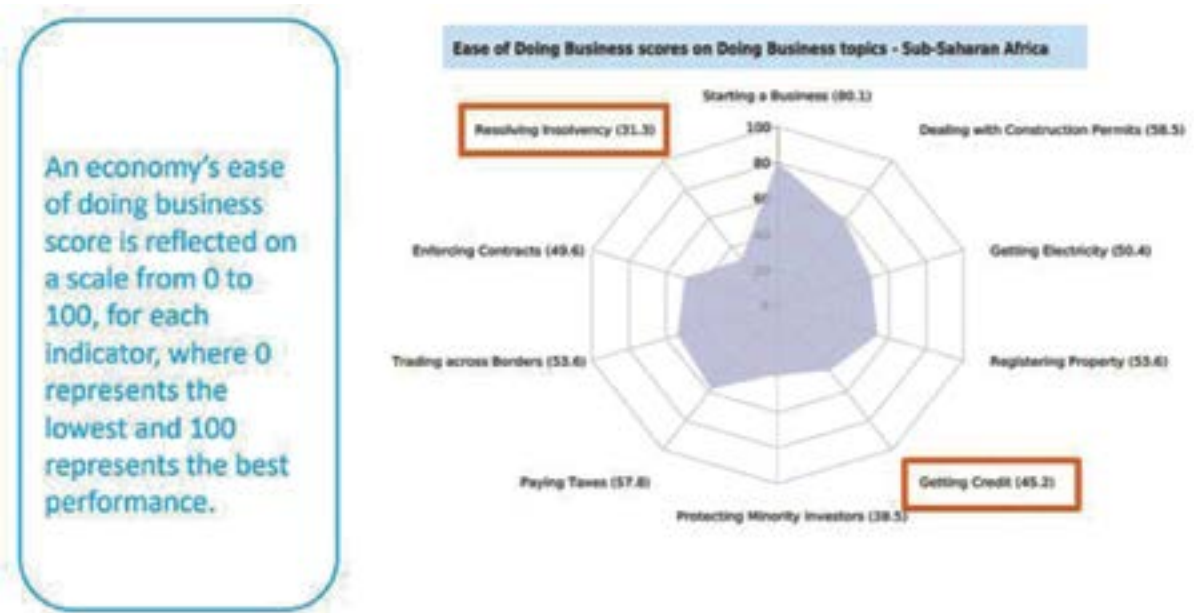 An economy's ease
of doing business
score is reflected on
a scale from 0 to
100, for each
indicator, where 0
represents the
lowest and 100
represents the best
performance.
Ease of Doing Business scores on Doing Business topics - Sub-Saharan Africa
Starting a Business (80.1)
Resolving Insolvency (31.3)
Dealing with Construction Permits (58.5)
100
80
60
40
20
0
Enforcing Contracts (49.6)
Getting Electricity (50.4)
Trading across Borders (53.6)
Registering Property (53.6)
Paying Taxes (57.8)
Getting Credit (45.2)
Protecting Minority Investors (38.5)